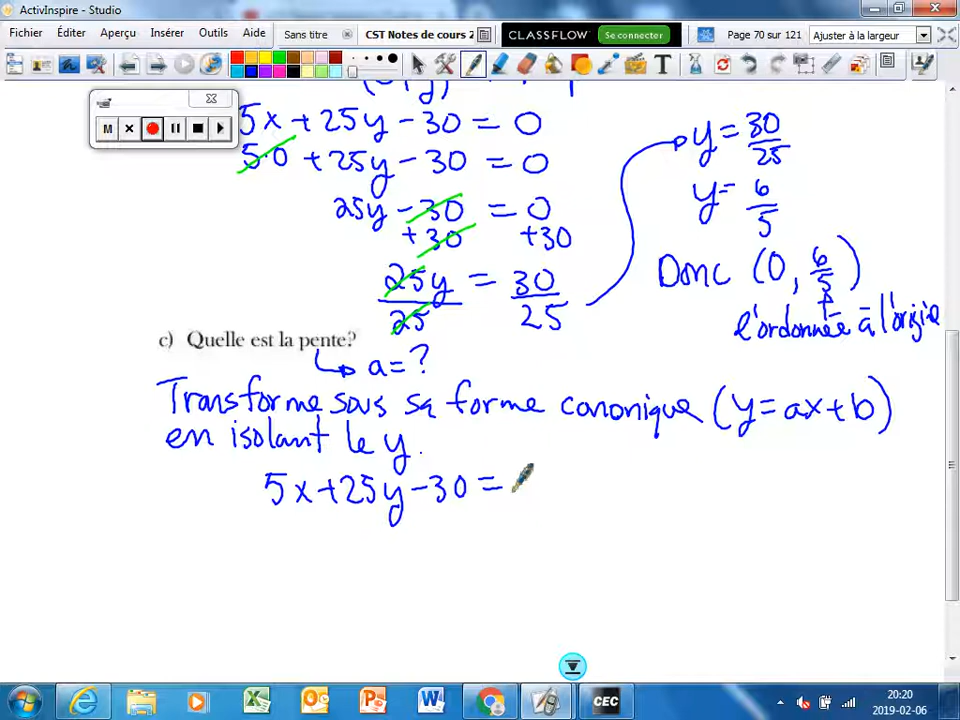 ActivInspire - Studio
Fichier Éditer Aperçu Insérer Outils Aide Sans titre CST Notes de cours 2 CLASSFLOW Se connecter Page 70 sur 121 Ajuster à la largeur
M
5x + 25y - 30 = 0
5·0 + 25y - 30 = 0
25y - 30 = 0
+30 +30
25y = 30
25 25
y = 30/25
y = 6/5
Donc (0, 6/5)
l'ordonnée à l'origine
c) Quelle est la pente?
a = ?
Transforme sous sa forme canonique (y = ax + b)
en isolant le y.
5x + 25y - 30 =
CEC
20:20
2019-02-06